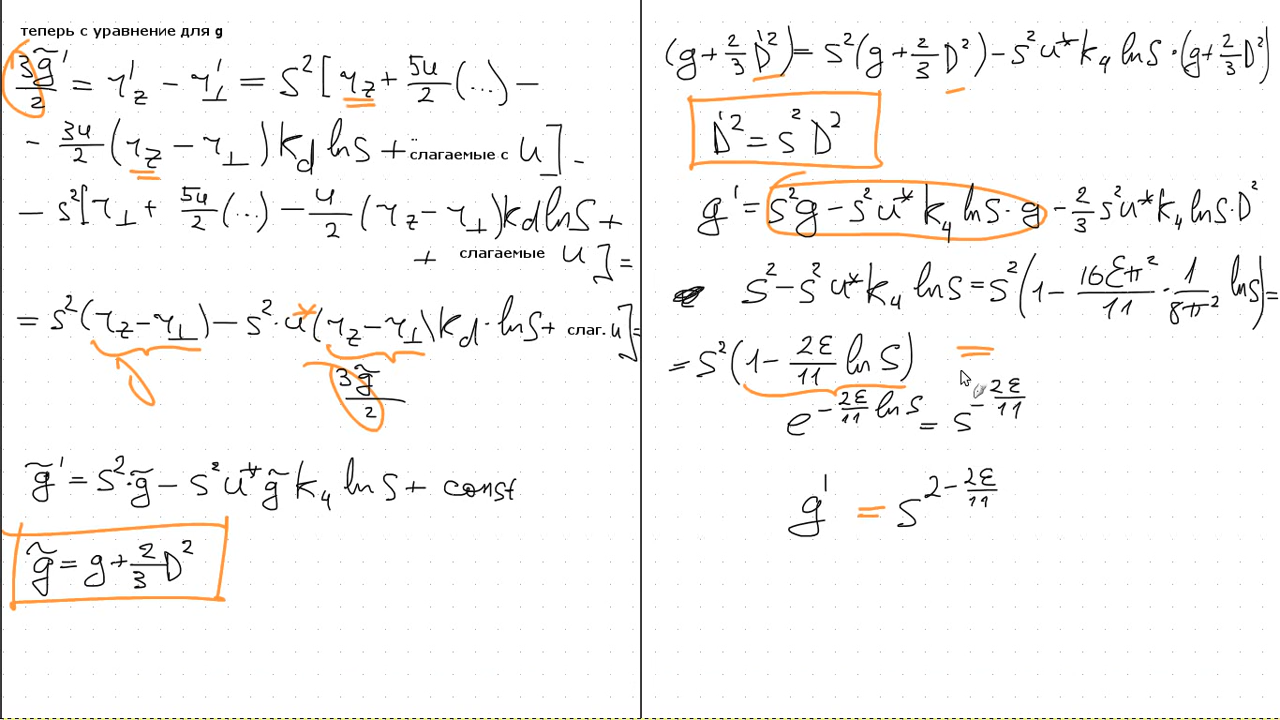 теперь с уравнение для g
3g̃'/2 = r'_z − r'_⊥ = S²[r_z + 5u/2 (...) −
− 3u/2 (r_z − r_⊥) k_d ln S + слагаемые с u] −
− S²[r_⊥ + 5u/2 (...) − u/2 (r_z − r_⊥) k_d ln S +
+ слагаемые u] =
= S²(r_z − r_⊥) − S²·u*(r_z − r_⊥) k_d · ln S + слаг. u] =
3g̃/2
g̃' = S²·g̃ − S² u* g̃ k_4 ln S + const
g̃ = g + 2/3 D²
(g + 2/3 D'²) = S²(g + 2/3 D²) − S² u* k_4 ln S · (g + 2/3 D²)
D'² = S² D²
g' = S² g − S² u* k_4 ln S · g − 2/3 S² u* k_4 ln S · D²
S² − S² u* k_4 ln S = S²(1 − 16επ²/11 · 1/8π² ln S) =
= S²(1 − 2ε/11 ln S) =
e^(−2ε/11 ln S) = S^(−2ε/11)
g' = S^(2 − 2ε/11)